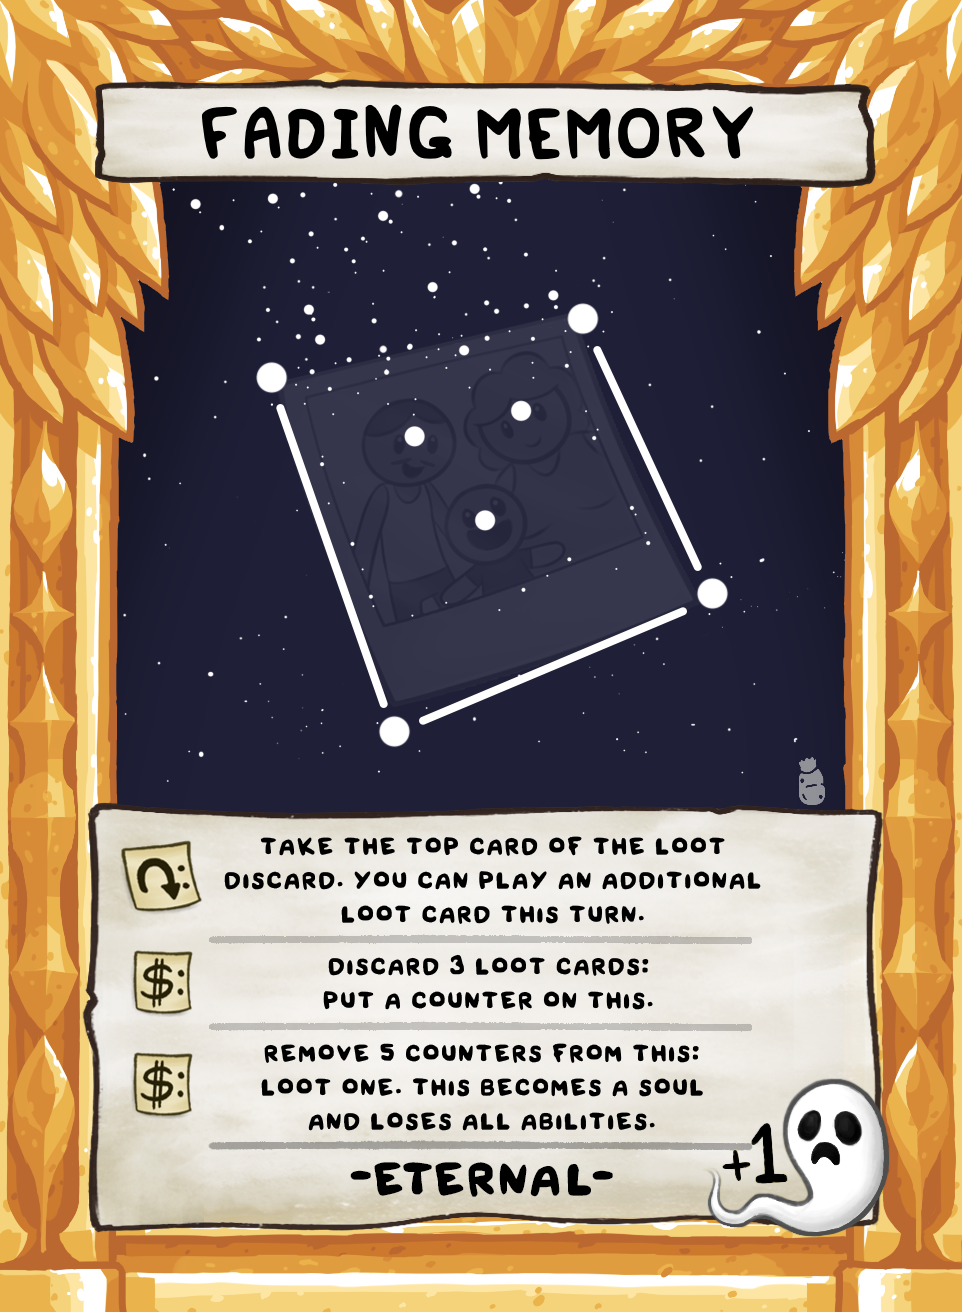 FADING MEMORY
TAKE THE TOP CARD OF THE LOOT
DISCARD. YOU CAN PLAY AN ADDITIONAL
LOOT CARD THIS TURN.
$:
DISCARD 3 LOOT CARDS:
PUT A COUNTER ON THIS.
$:
REMOVE 5 COUNTERS FROM THIS:
LOOT ONE. THIS BECOMES A SOUL
AND LOSES ALL ABILITIES.
-ETERNAL-
+1